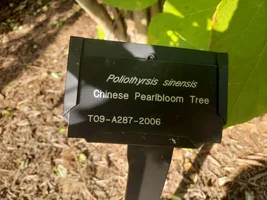 Poliothyrsis sinensis
Chinese Pearlbloom Tree
T09-A287-2006